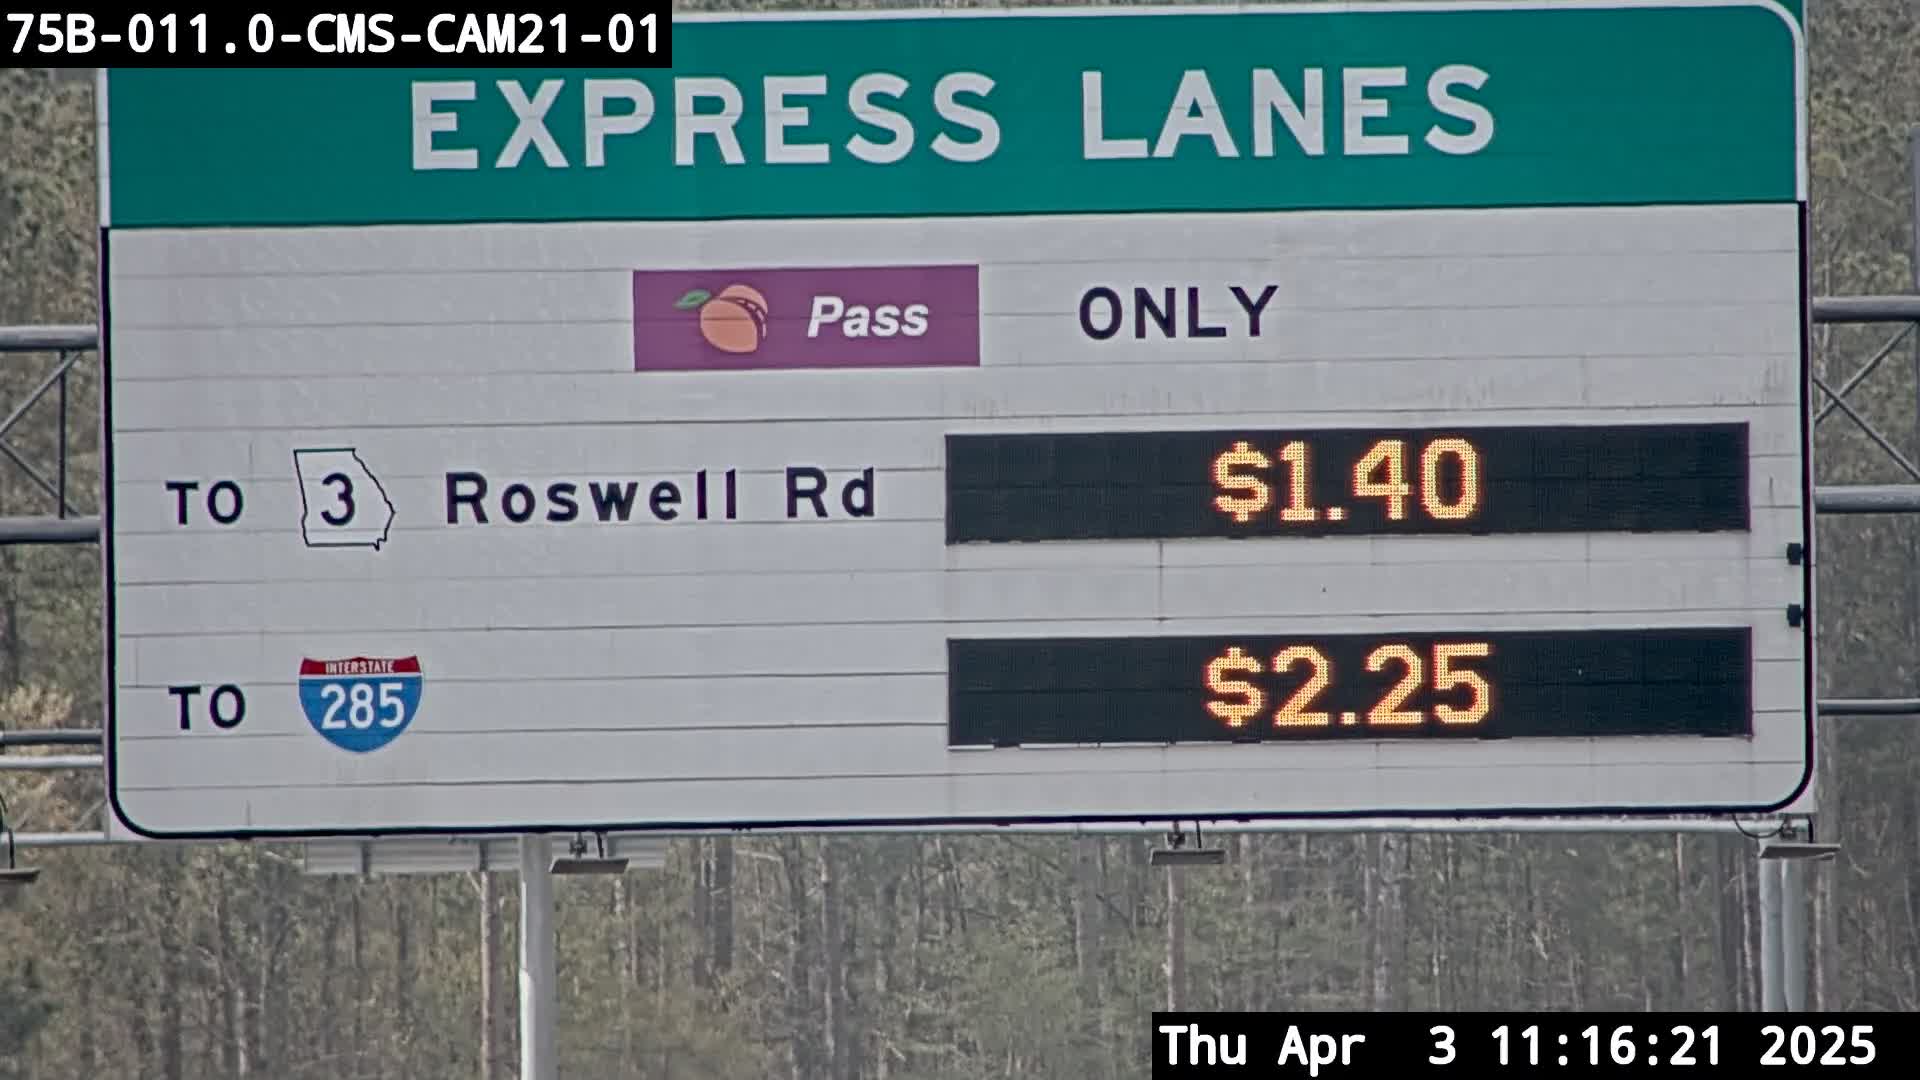 75B-011.0-CMS-CAM21-01
EXPRESS LANES
Pass ONLY
TO 3 Roswell Rd $1.40
INTERSTATE
TO 285 $2.25
Thu Apr 3 11:16:21 2025